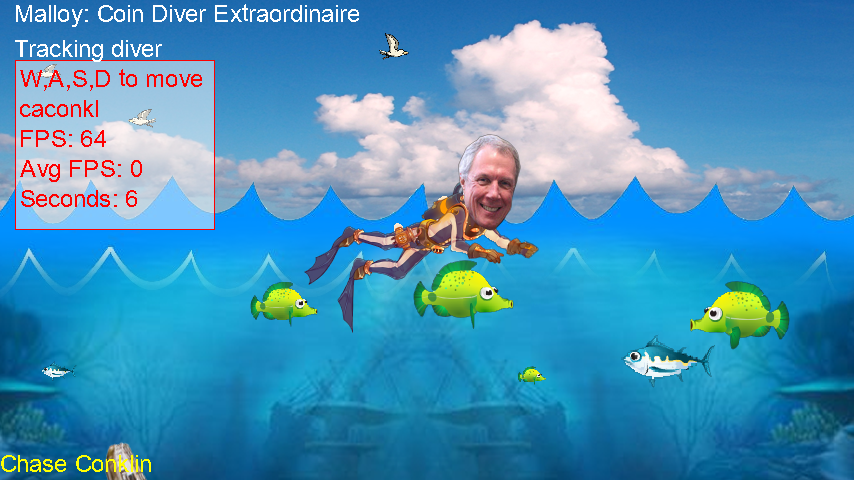 Malloy: Coin Diver Extraordinaire
Tracking diver
W,A,S,D to move
caconkl
FPS: 64
Avg FPS: 0
Seconds: 6
Chase Conklin